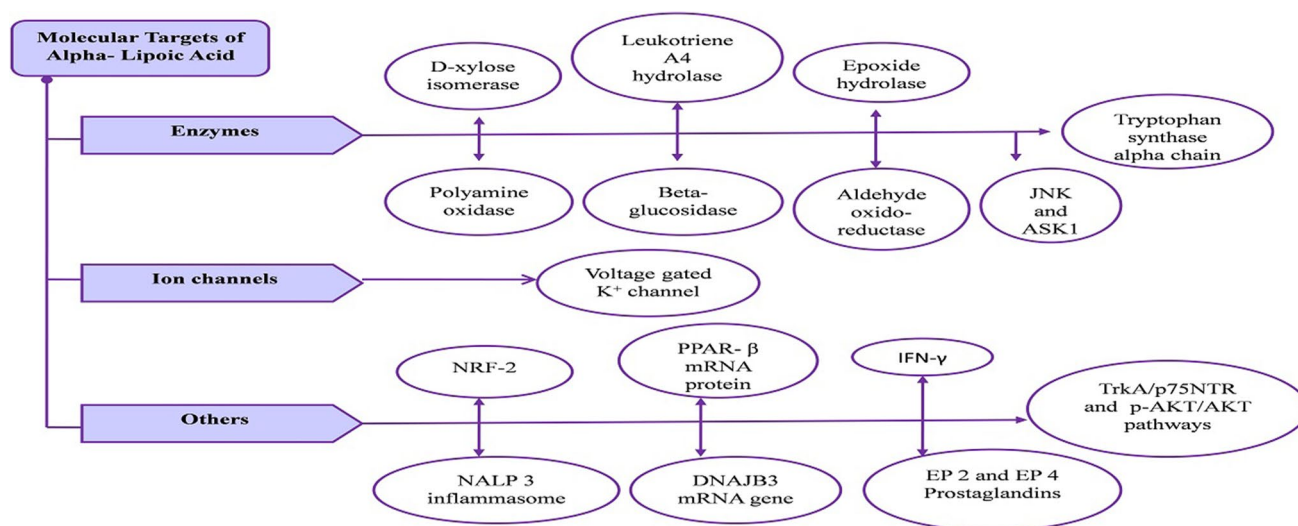 Molecular Targets of
Alpha- Lipoic Acid
D-xylose
isomerase
Leukotriene
A4
hydrolase
Epoxide
hydrolase
Enzymes
Tryptophan
synthase
alpha chain
Polyamine
oxidase
Beta-
glucosidase
Aldehyde
oxido-
reductase
JNK
and
ASK1
Ion channels
Voltage gated
K⁺ channel
NRF-2
PPAR- β
mRNA
protein
IFN-γ
Others
TrkA/p75NTR
and p-AKT/AKT
pathways
NALP 3
inflammasome
DNAJB3
mRNA gene
EP 2 and EP 4
Prostaglandins